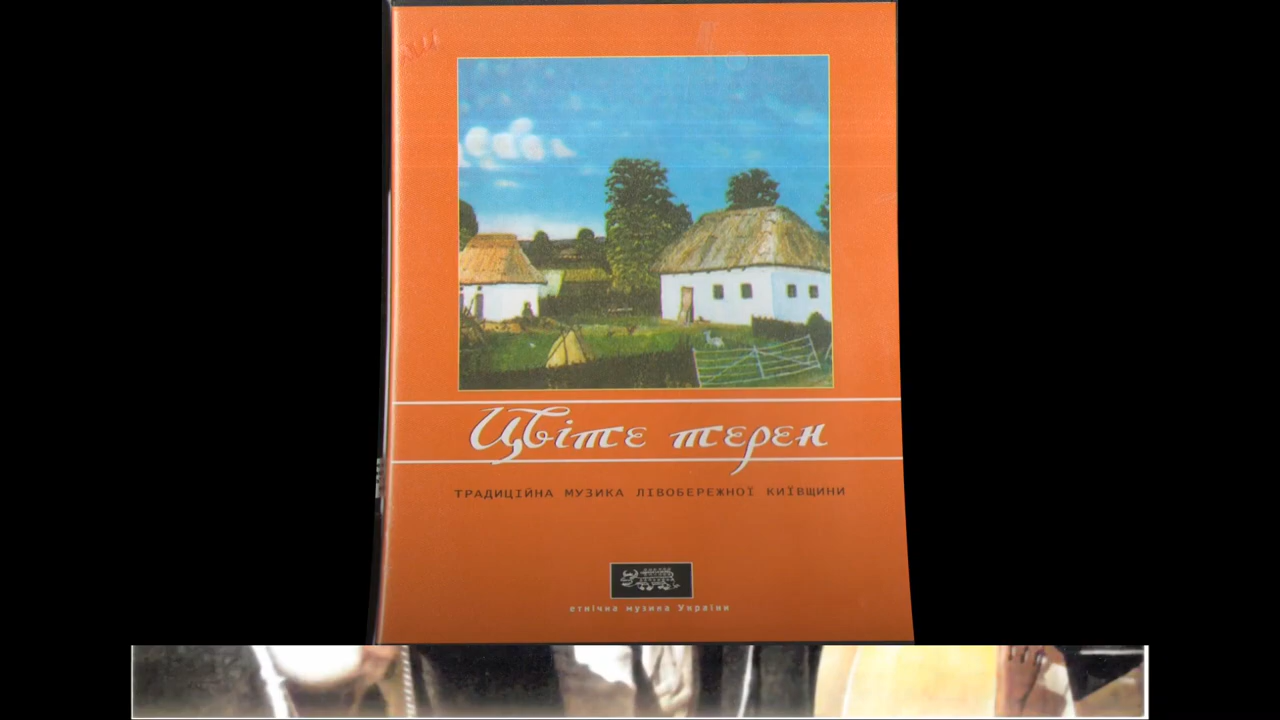 Цвіте терен
ТРАДИЦІЙНА МУЗИКА ЛІВОБЕРЕЖНОЇ КИЇВЩИНИ
етнічна музика України